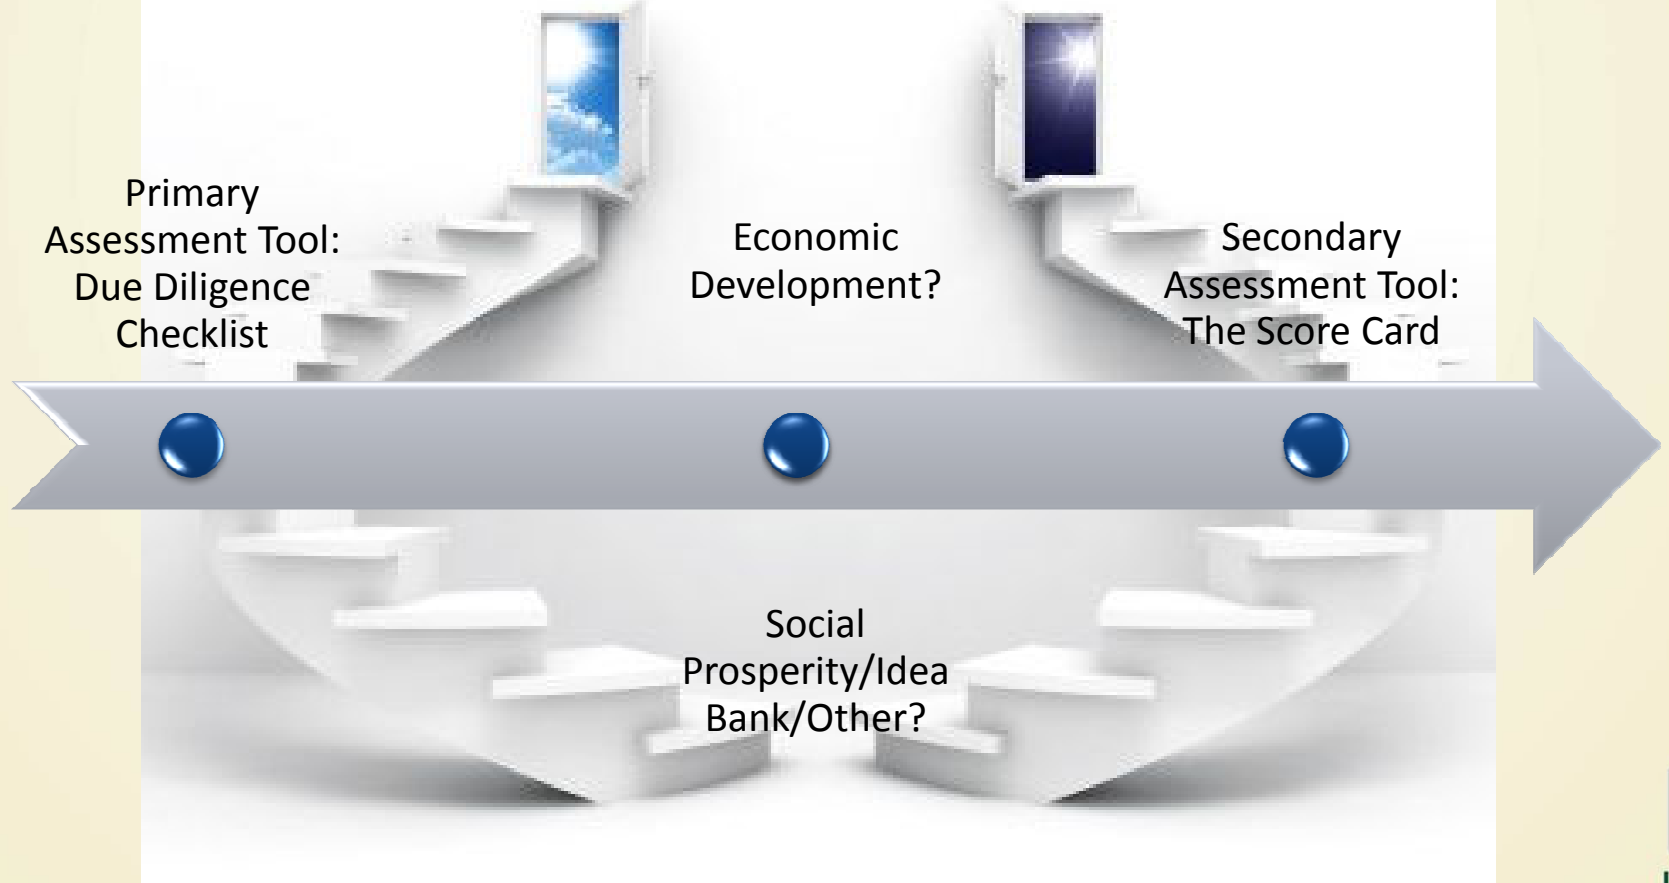 Primary
Assessment Tool:
Due Diligence
Checklist
Economic
Development?
Secondary
Assessment Tool:
The Score Card
Social
Prosperity/Idea
Bank/Other?